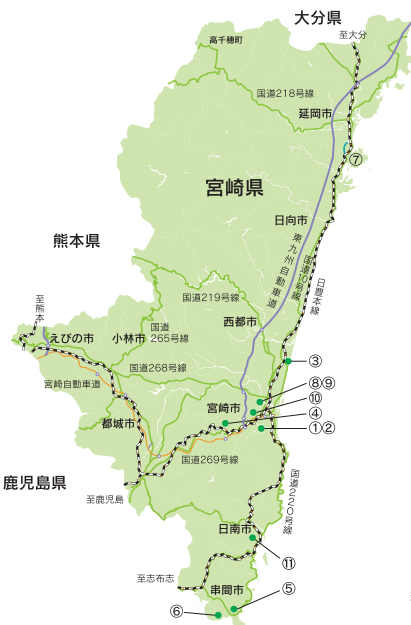 大分県
至大分
高千穂町
国道218号線
延岡市
⑦
宮崎県
日向市
熊本県
東九州自動車道
国道10号線
日豊本線
国道219号線
至熊本
えびの市
小林市
国道
265号線
西都市
国道268号線
③
宮崎自動車道
⑧⑨
宮崎市
⑩
④
都城市
①②
国道269号線
鹿児島県
至鹿児島
国道220号線
日南市
⑪
至志布志
串間市
⑤
⑥